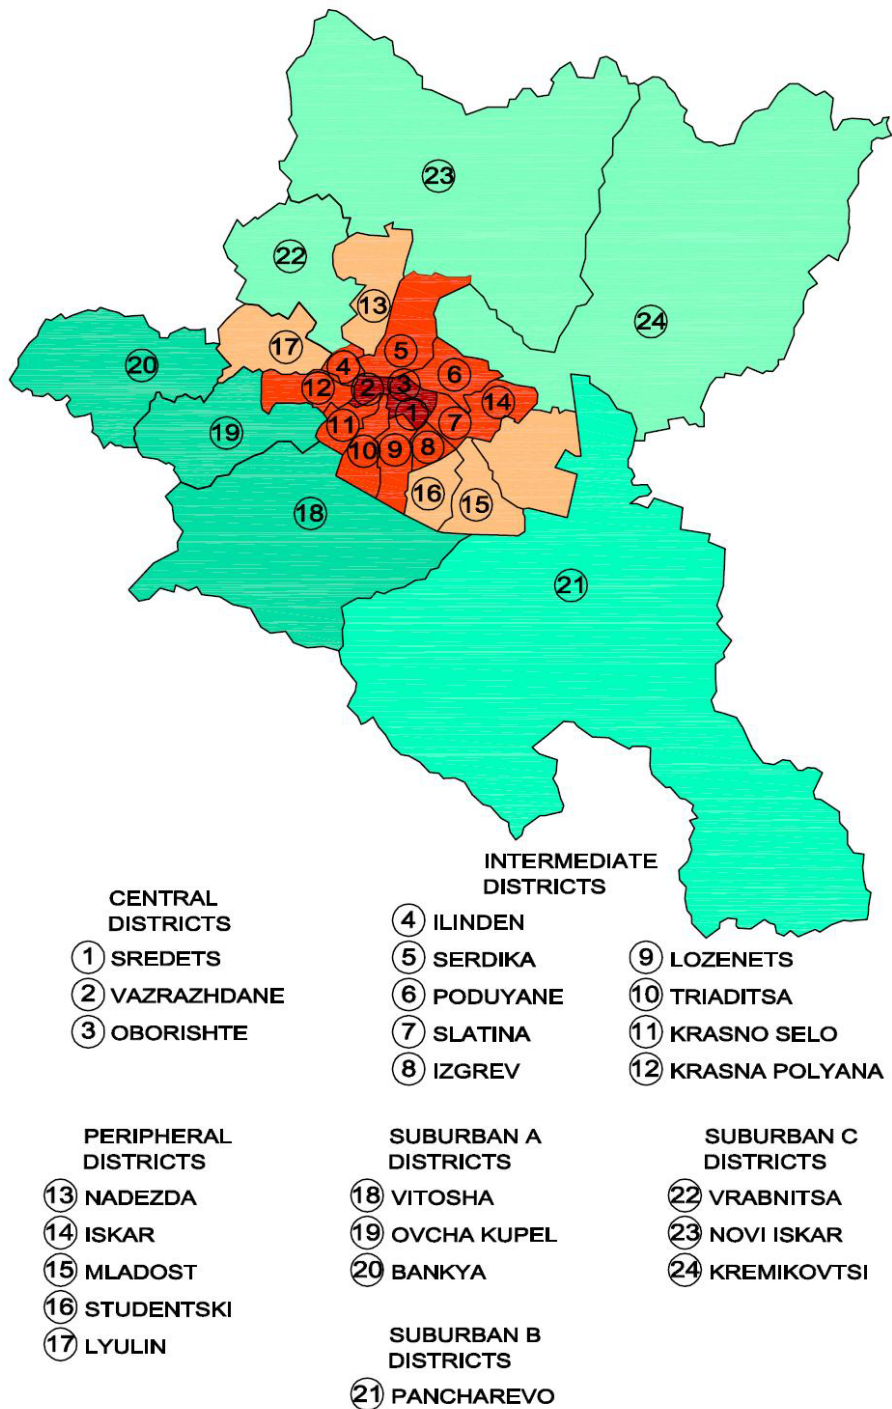 23
22
13
24
17
5
20
4
6
12
2
3
14
1
19
11
7
10
9
8
16
15
18
21
CENTRAL
DISTRICTS
1 SREDETS
2 VAZRAZHDANE
3 OBORISHTE
INTERMEDIATE
DISTRICTS
4 ILINDEN
5 SERDIKA
6 PODUYANE
7 SLATINA
8 IZGREV
9 LOZENETS
10 TRIADITSA
11 KRASNO SELO
12 KRASNA POLYANA
PERIPHERAL
DISTRICTS
13 NADEZDA
14 ISKAR
15 MLADOST
16 STUDENTSKI
17 LYULIN
SUBURBAN A
DISTRICTS
18 VITOSHA
19 OVCHA KUPEL
20 BANKYA
SUBURBAN B
DISTRICTS
21 PANCHAREVO
SUBURBAN C
DISTRICTS
22 VRABNITSA
23 NOVI ISKAR
24 KREMIKOVTSI